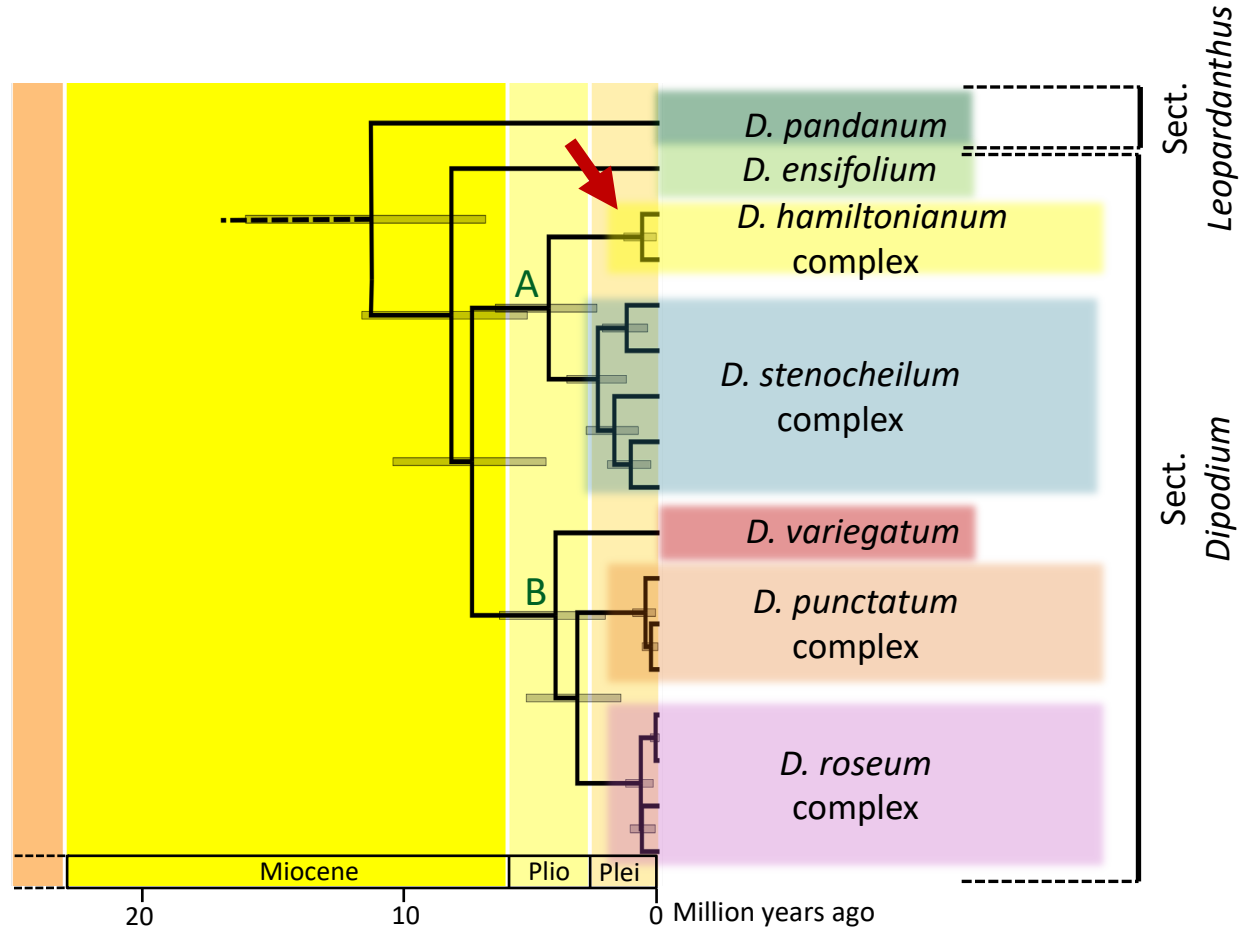 D. pandanum
D. ensifolium
D. hamiltonianum
complex
A
D. stenocheilum
complex
D. variegatum
B
D. punctatum
complex
D. roseum
complex
Sect.
Leopardanthus
Sect.
Dipodium
Miocene
Plio
Plei
20
10
0
Million years ago